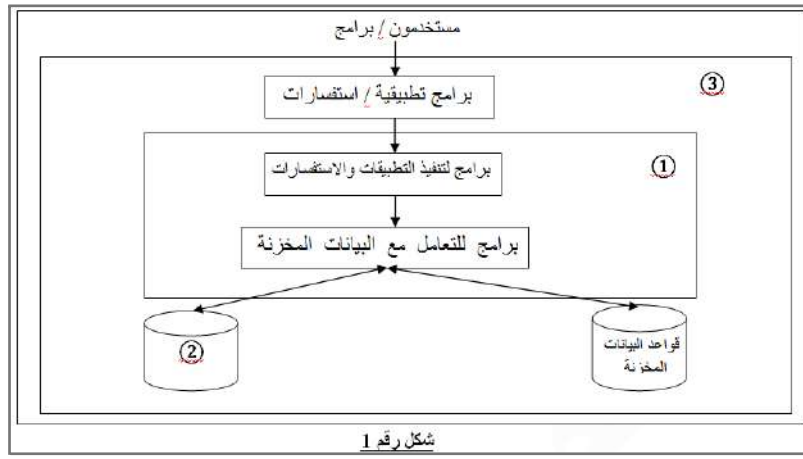 مستخدمون / برامج
برامج تطبيقية / استفسارات
③
برامج لتنفيذ التطبيقات والاستفسارات
①
برامج للتعامل مع البيانات المخزنة
②
قواعد البيانات
المخزنة
شكل رقم 1